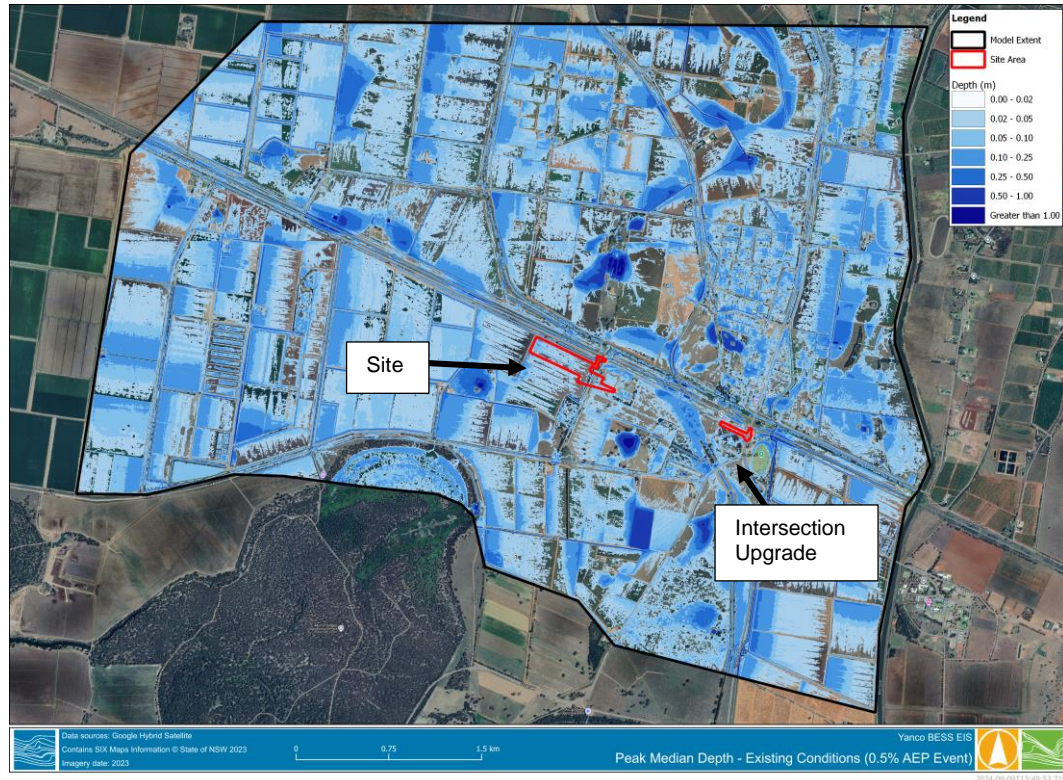 Legend
Model Extent
Site Area
Depth (m)
0.00 - 0.02
0.02 - 0.05
0.05 - 0.10
0.10 - 0.25
0.25 - 0.50
0.50 - 1.00
Greater than 1.00
Site
Intersection
Upgrade
Data sources: Google Hybrid Satellite
Contains SIX Maps Information © State of NSW 2023
Imagery date: 2023
0 0.75 1.5 km
Yanco BESS EIS
Peak Median Depth - Existing Conditions (0.5% AEP Event)